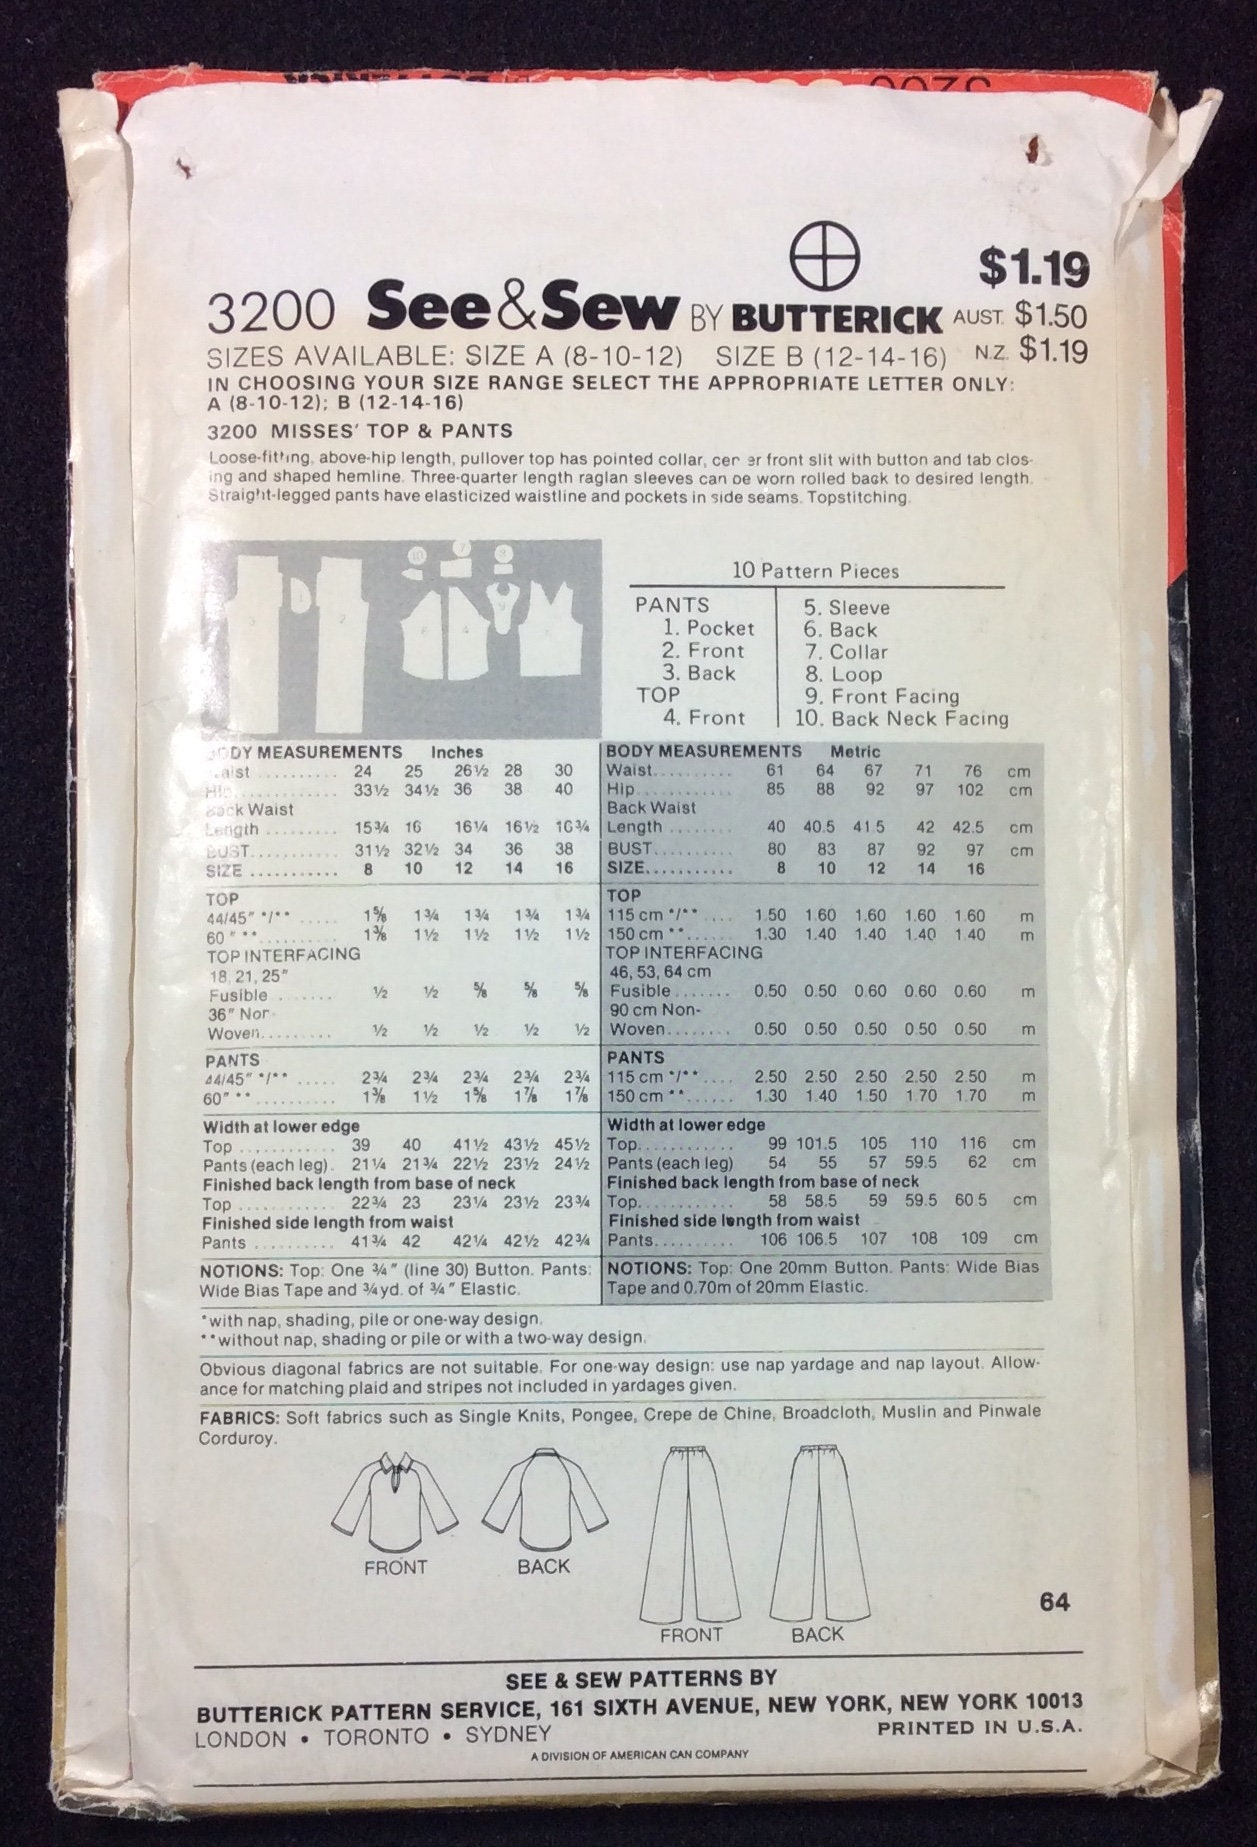 3200
3200 See & Sew BY BUTTERICK
$1.19
AUST. $1.50
N.Z. $1.19
SIZES AVAILABLE: SIZE A (8-10-12) SIZE B (12-14-16)
IN CHOOSING YOUR SIZE RANGE SELECT THE APPROPRIATE LETTER ONLY:
A (8-10-12); B (12-14-16)
3200 MISSES' TOP & PANTS
Loose-fitting, above-hip length, pullover top has pointed collar, center front slit with button and tab clos-
ing and shaped hemline. Three-quarter length raglan sleeves can be worn rolled back to desired length.
Straight-legged pants have elasticized waistline and pockets in side seams. Topstitching.
10 Pattern Pieces
PANTS
1. Pocket
2. Front
3. Back
TOP
4. Front
5. Sleeve
6. Back
7. Collar
8. Loop
9. Front Facing
10. Back Neck Facing
BODY MEASUREMENTS Inches
Waist .......... 24 25 26½ 28 30
Hip ............ 33½ 34½ 36 38 40
Back Waist
Length ......... 15¾ 16 16¼ 16½ 16¾
BUST ........... 31½ 32½ 34 36 38
SIZE ........... 8 10 12 14 16
TOP
44/45" */** ..... 1⅝ 1¾ 1¾ 1¾ 1¾
60" ** .......... 1⅜ 1½ 1½ 1½ 1½
TOP INTERFACING
18, 21, 25"
Fusible ....... ½ ½ ⅝ ⅝ ⅝
36" Non-
Woven ......... ½ ½ ½ ½ ½
PANTS
44/45" */** ..... 2¾ 2¾ 2¾ 2¾ 2¾
60" ** .......... 1⅜ 1½ 1⅝ 1⅞ 1⅞
Width at lower edge
Top ............ 39 40 41½ 43½ 45½
Pants (each leg). 21¼ 21¾ 22½ 23½ 24½
Finished back length from base of neck
Top ............ 22¾ 23 23¼ 23½ 23¾
Finished side length from waist
Pants .......... 41¾ 42 42¼ 42½ 42¾
NOTIONS: Top: One ¾" (line 30) Button. Pants:
Wide Bias Tape and ¾ yd. of ¾" Elastic.
BODY MEASUREMENTS Metric
Waist .......... 61 64 67 71 76 cm
Hip ............ 85 88 92 97 102 cm
Back Waist
Length ........ 40 40.5 41.5 42 42.5 cm
BUST ........... 80 83 87 92 97 cm
SIZE ........... 8 10 12 14 16
TOP
115 cm */** .... 1.50 1.60 1.60 1.60 1.60 m
150 cm ** ...... 1.30 1.40 1.40 1.40 1.40 m
TOP INTERFACING
46, 53, 64 cm
Fusible ....... 0.50 0.50 0.60 0.60 0.60 m
90 cm Non-
Woven ........ 0.50 0.50 0.50 0.50 0.50 m
PANTS
115 cm */** .... 2.50 2.50 2.50 2.50 2.50 m
150 cm ** ...... 1.30 1.40 1.50 1.70 1.70 m
Width at lower edge
Top ............ 99 101.5 105 110 116 cm
Pants (each leg) 54 55 57 59.5 62 cm
Finished back length from base of neck
Top ............ 58 58.5 59 59.5 60.5 cm
Finished side length from waist
Pants .......... 106 106.5 107 108 109 cm
NOTIONS: Top: One 20mm Button. Pants: Wide Bias
Tape and 0.70m of 20mm Elastic.
*with nap, shading, pile or one-way design.
**without nap, shading or pile or with a two-way design.
Obvious diagonal fabrics are not suitable. For one-way design: use nap yardage and nap layout. Allow-
ance for matching plaid and stripes not included in yardages given.
FABRICS: Soft fabrics such as Single Knits, Pongee, Crepe de Chine, Broadcloth, Muslin and Pinwale
Corduroy.
FRONT BACK
FRONT BACK
64
SEE & SEW PATTERNS BY
BUTTERICK PATTERN SERVICE, 161 SIXTH AVENUE, NEW YORK, NEW YORK 10013
LONDON • TORONTO • SYDNEY PRINTED IN U.S.A.
A DIVISION OF AMERICAN CAN COMPANY